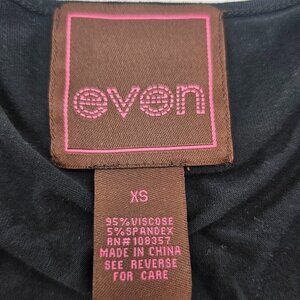 even
XS
95% VISCOSE
5% SPANDEX
RN# 108357
MADE IN CHINA
SEE REVERSE
FOR CARE